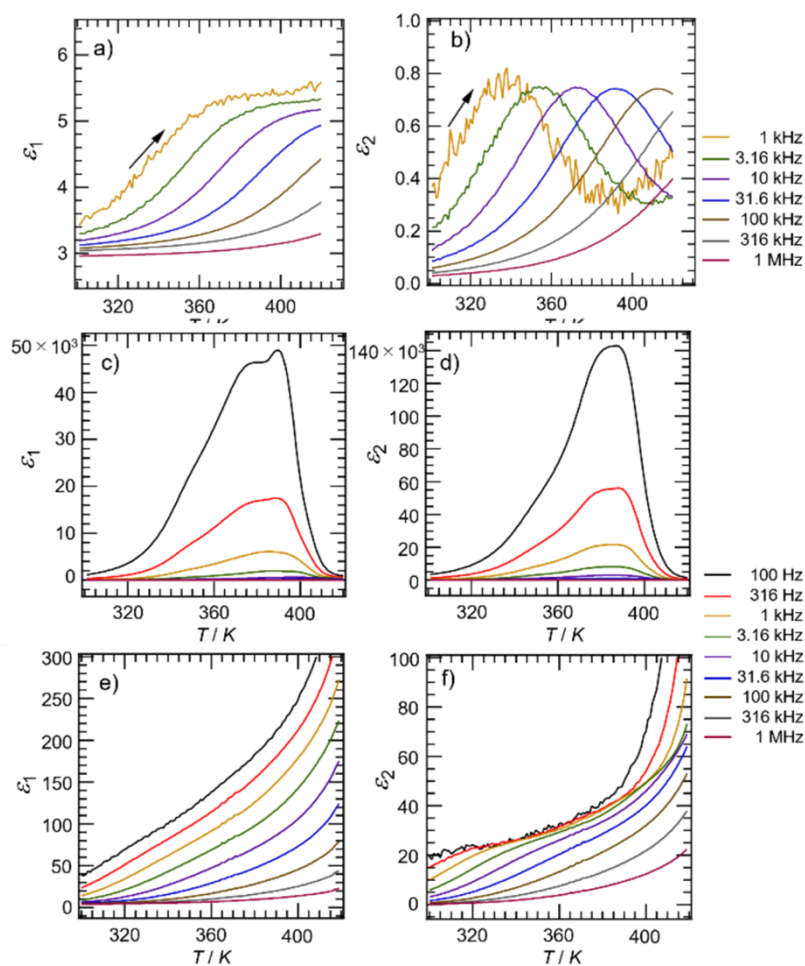 a)
6
5
4
3
ε1
320 360 400
T / K
b)
1.0
0.8
0.6
0.4
0.2
0.0
ε2
320 360 400
T / K
1 kHz
3.16 kHz
10 kHz
31.6 kHz
100 kHz
316 kHz
1 MHz
c)
50 × 10³
40
30
20
10
0
ε1
320 360 400
T / K
d)
140 × 10³
120
100
80
60
40
20
0
ε2
320 360 400
T / K
e)
300
250
200
150
100
50
0
ε1
320 360 400
T / K
f)
100
80
60
40
20
0
ε2
320 360 400
T / K
100 Hz
316 Hz
1 kHz
3.16 kHz
10 kHz
31.6 kHz
100 kHz
316 kHz
1 MHz